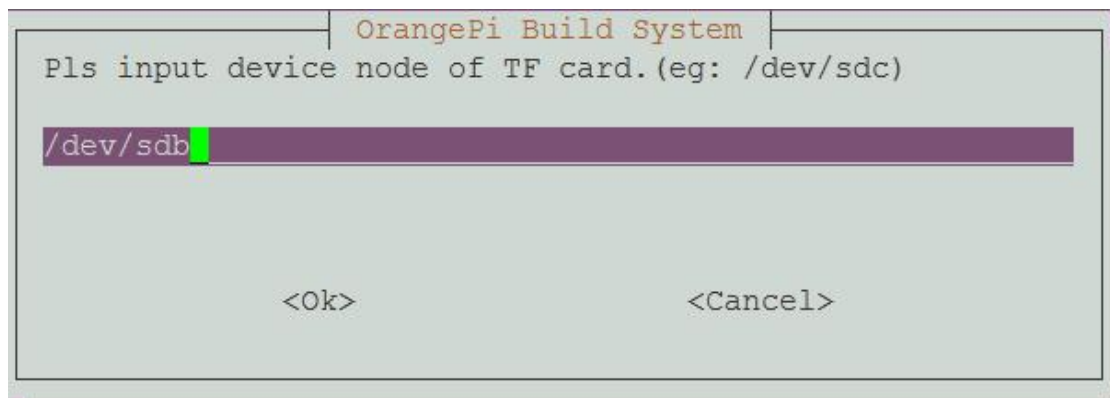 OrangePi Build System
Pls input device node of TF card.(eg: /dev/sdc)
/dev/sdb
<Ok> <Cancel>